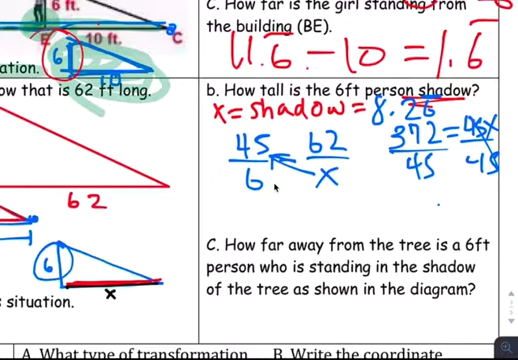 6 ft.
E 10 ft. C
6
10
ation.
ow that is 62 ft long.
62
6
x
s situation.
C. How far is the girl standing from
the building (BE)
11.6 - 10 = 1.6
b. How tall is the 6ft person shadow?
x = shadow = 8.26
45/6 62/x 372/45 = 45x/45
C. How far away from the tree is a 6ft
person who is standing in the shadow
of the tree as shown in the diagram?
A. What type of transformation B. Write the coordinate